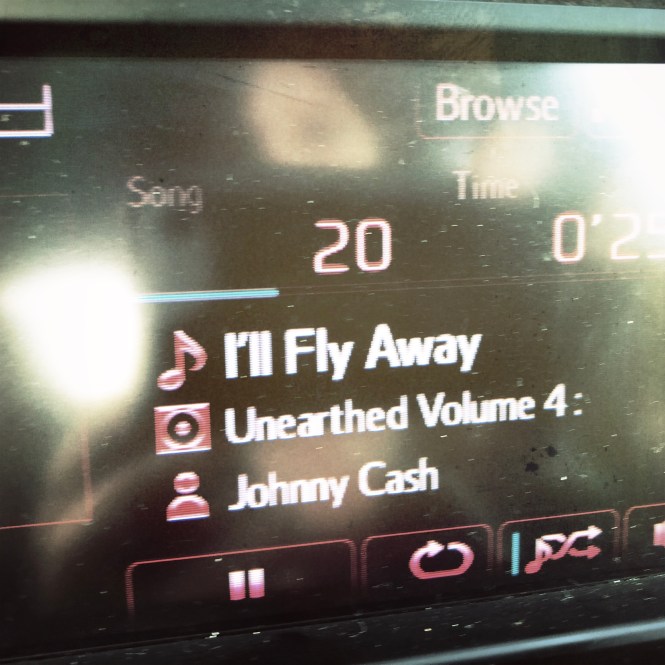 Browse
Song
Time
20
0'25
I'll Fly Away
Unearthed Volume 4 :
Johnny Cash